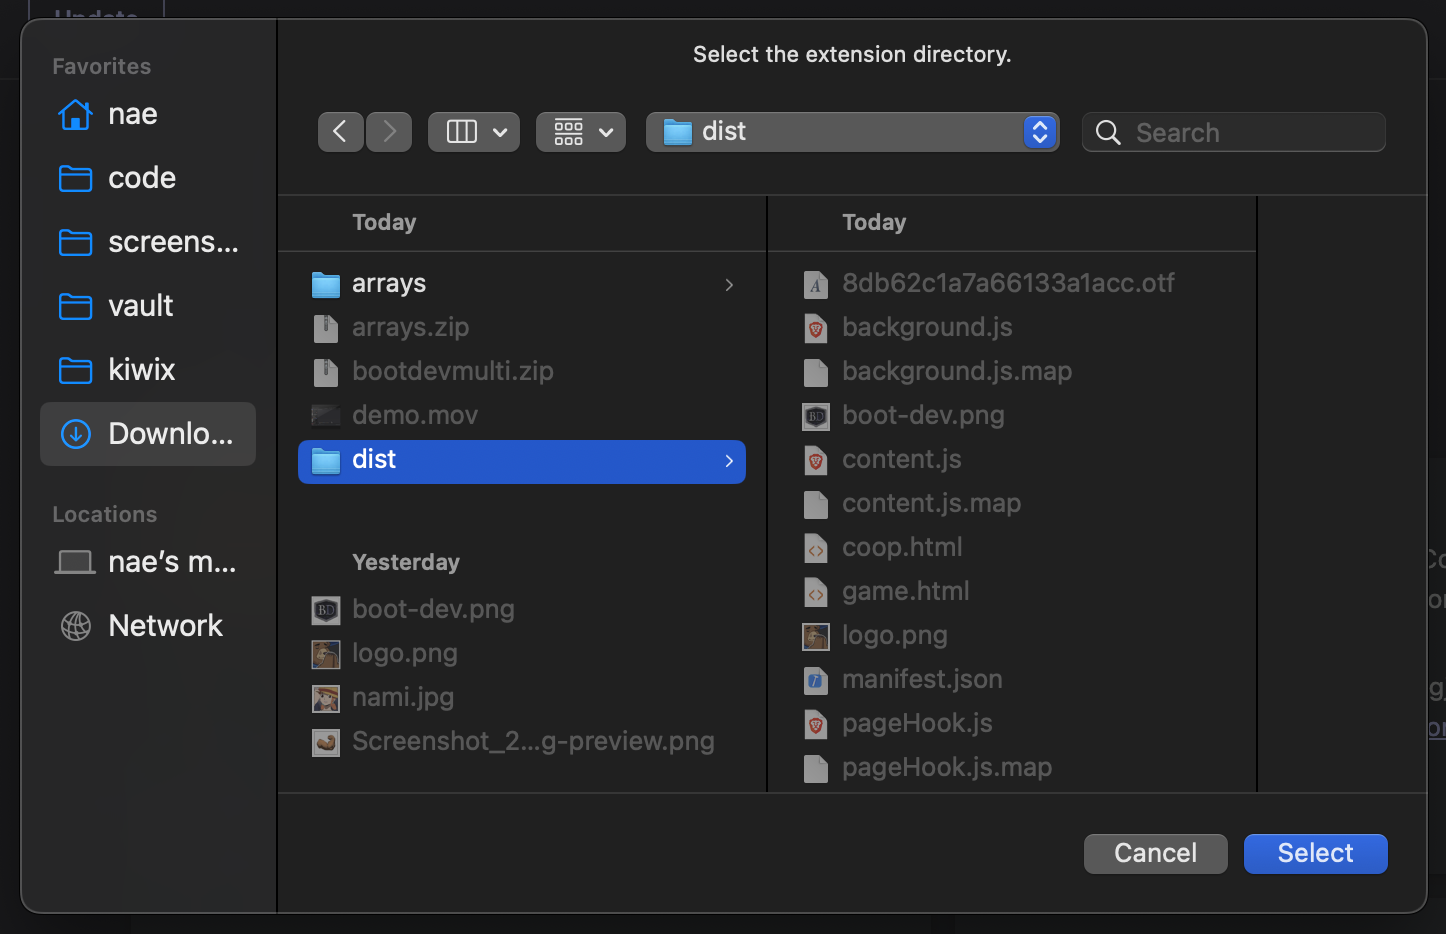 Update
Select the extension directory.
Favorites
nae
code
screens...
vault
kiwix
Downlo...
Locations
nae's m...
Network
dist
Search
Today
arrays
arrays.zip
bootdevmulti.zip
demo.mov
dist
Yesterday
boot-dev.png
logo.png
nami.jpg
Screenshot_2...g-preview.png
Today
8db62c1a7a66133a1acc.otf
background.js
background.js.map
boot-dev.png
content.js
content.js.map
coop.html
game.html
logo.png
manifest.json
pageHook.js
pageHook.js.map
Cancel
Select